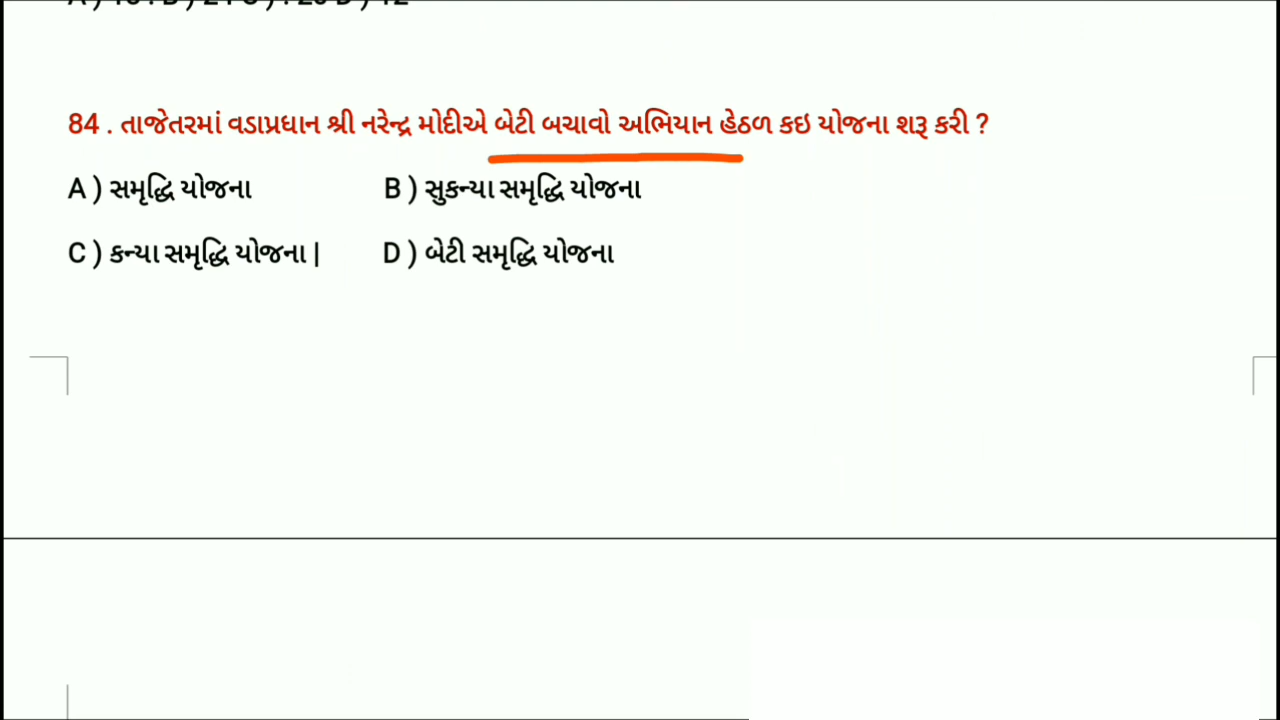 84 . તાજેતરમાં વડાપ્રધાન શ્રી નરેન્દ્ર મોદીએ બેટી બચાવો અભિયાન હેઠળ કઇ યોજના શરૂ કરી ?
A ) સમૃદ્ધિ યોજના B ) સુકન્યા સમૃદ્ધિ યોજના
C ) કન્યા સમૃદ્ધિ યોજના | D ) બેટી સમૃદ્ધિ યોજના